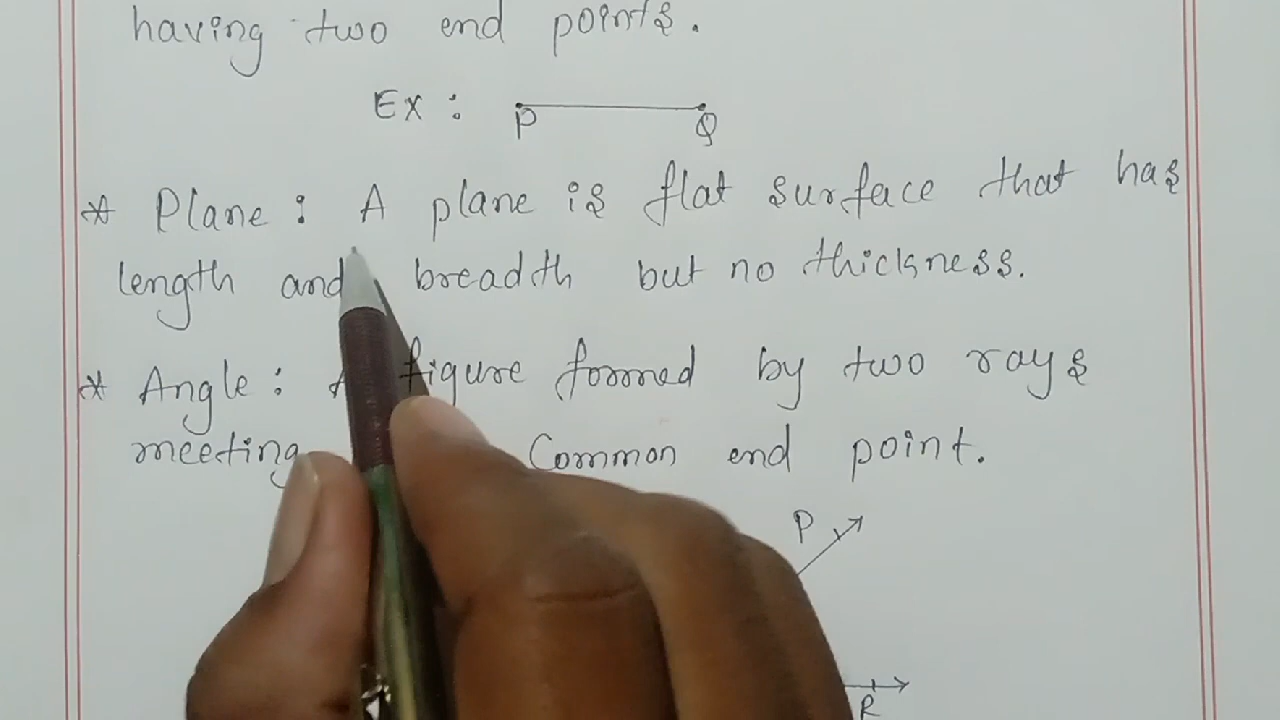 having two end points.
Ex :
P Q
* Plane : A plane is flat surface that has
length and breadth but no thickness.
* Angle : A figure formed by two rays
meeting Common end point.
P
R